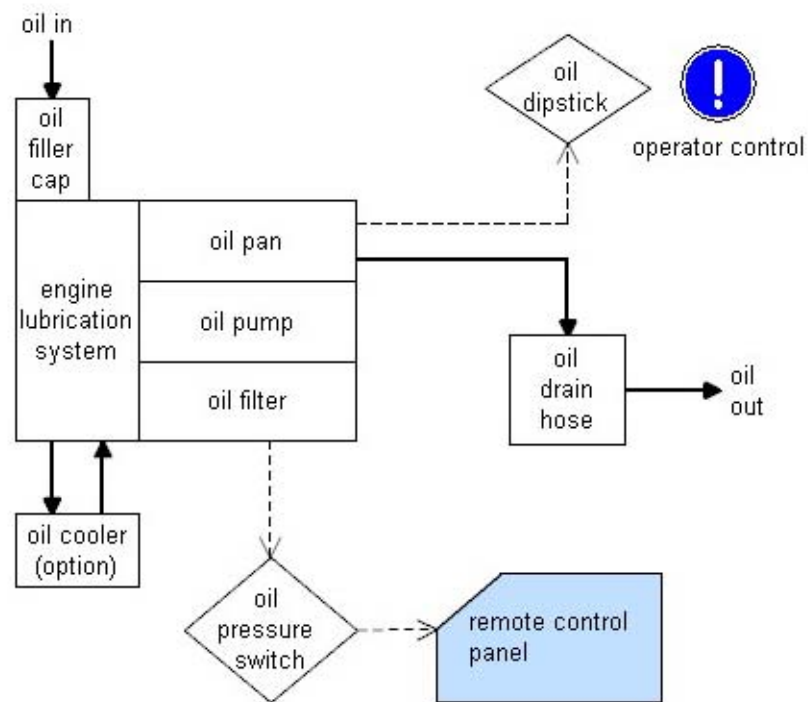 oil in
oil
filler
cap
oil
dipstick
operator control
engine
lubrication
system
oil pan
oil pump
oil filter
oil
drain
hose
oil
out
oil cooler
(option)
oil
pressure
switch
remote control
panel